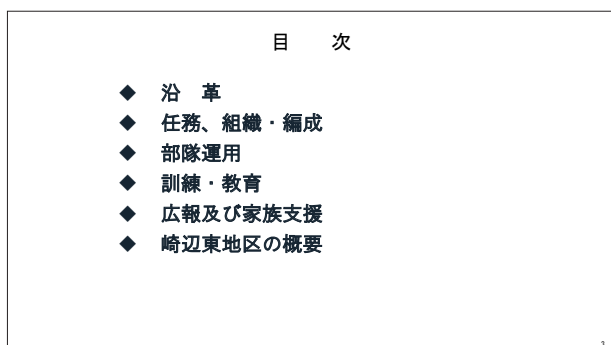 目　　次
◆　沿　革
◆　任務、組織・編成
◆　部隊運用
◆　訓練・教育
◆　広報及び家族支援
◆　崎辺東地区の概要